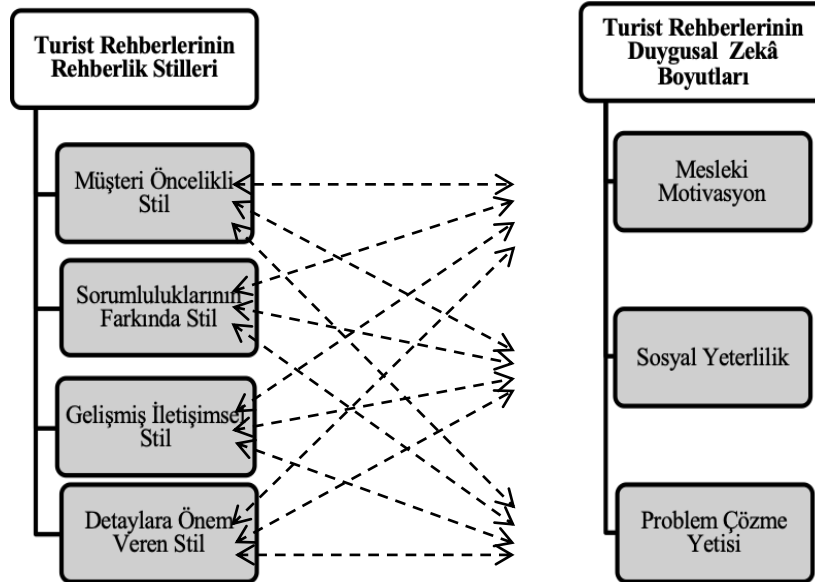 Turist Rehberlerinin
Rehberlik Stilleri
Müşteri Öncelikli
Stil
Sorumluluklarının
Farkında Stil
Gelişmiş İletişimsel
Stil
Detaylara Önem
Veren Stil
Turist Rehberlerinin
Duygusal Zekâ
Boyutları
Mesleki
Motivasyon
Sosyal Yeterlilik
Problem Çözme
Yetisi